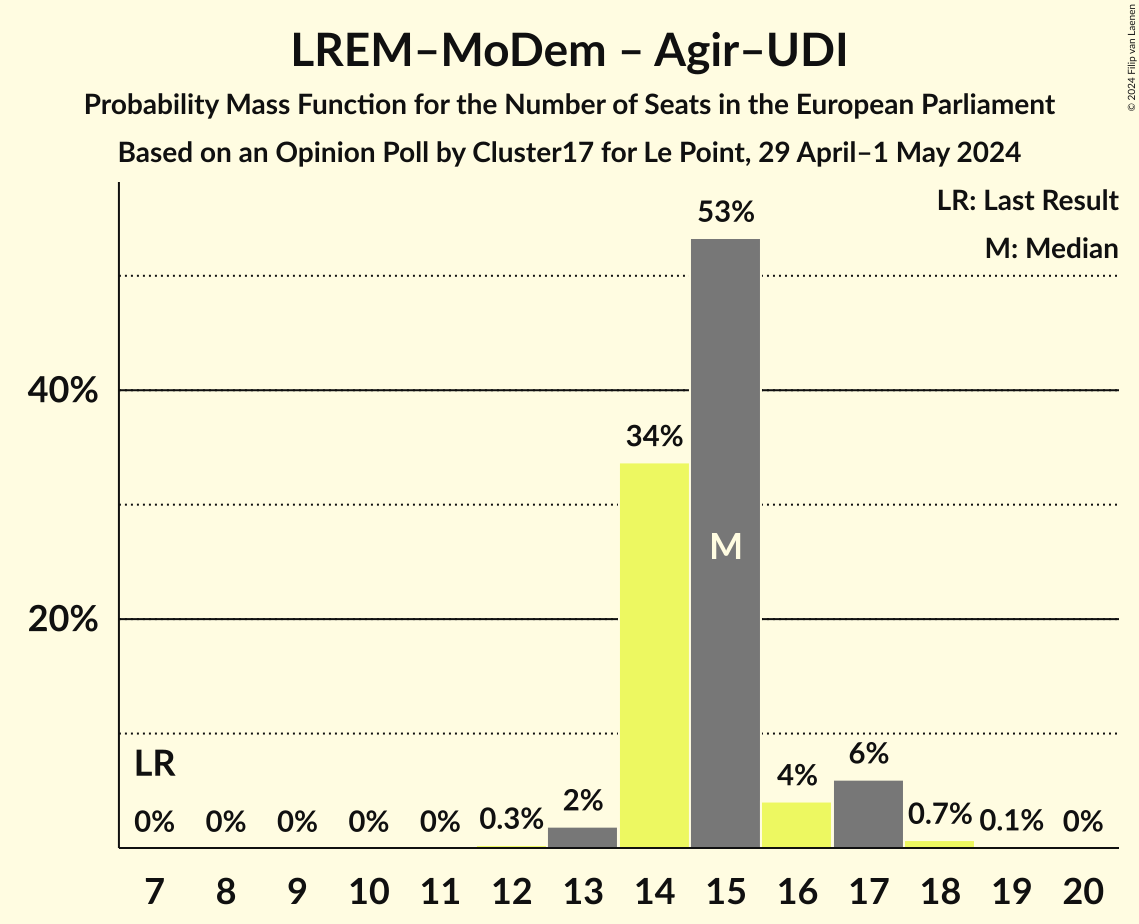 LREM–MoDem – Agir–UDI
Probability Mass Function for the Number of Seats in the European Parliament
Based on an Opinion Poll by Cluster17 for Le Point, 29 April–1 May 2024
© 2024 Filip van Laenen
LR: Last Result
M: Median
53%
40%
34%
M
20%
LR
0% 0% 0% 0% 0% 0.3% 2% 4% 6% 0.7% 0.1% 0%
7 8 9 10 11 12 13 14 15 16 17 18 19 20